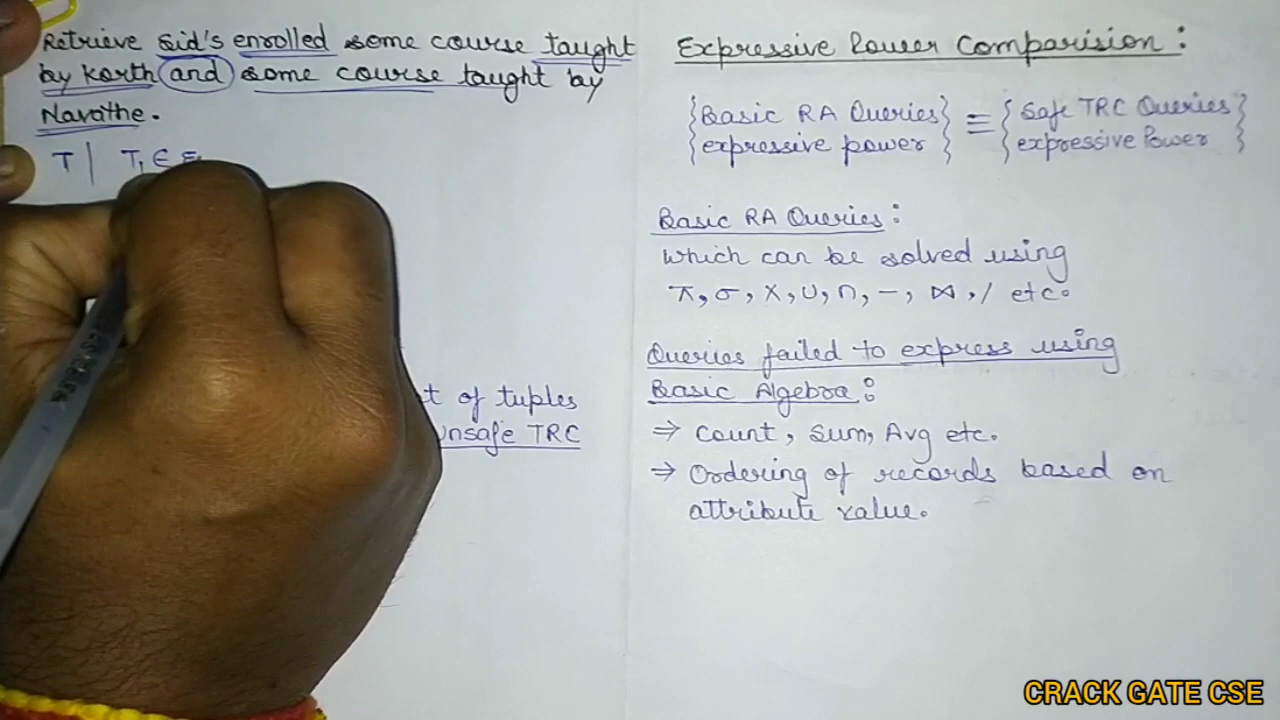 Retrieve sid's enrolled some course taught
by Korth and some course taught by
Navathe.
T | T₁ ∈ E
t of tuples
unsafe TRC
Expressive Power Comparision :
{Basic RA Queries} ≡ {Safe TRC Queries}
{expressive power} {expressive Power}
Basic RA Queries :
Which can be solved using
π, σ, X, ∪, ∩, −, ⋈, / etc.
Queries failed to express using
Basic Algebra :
⇒ Count, Sum, Avg etc.
⇒ Ordering of records based on
attribute value.
CRACK GATE CSE